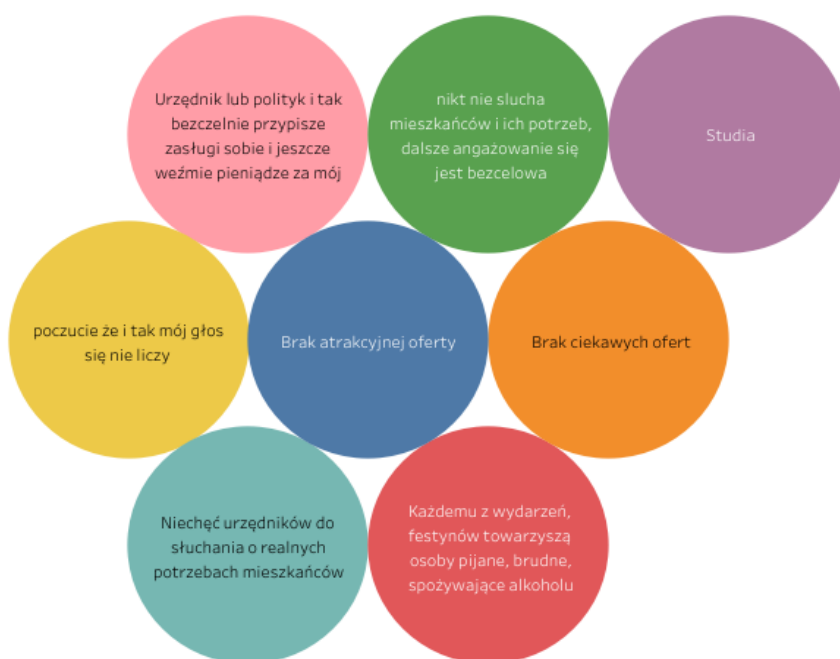 Urzędnik lub polityk i tak
bezczelnie przypisze
zasługi sobie i jeszcze
weźmie pieniądze za mój
nikt nie slucha
mieszkańców i ich potrzeb,
dalsze angażowanie się
jest bezcelowa
Studia
poczucie że i tak mój głos
się nie liczy
Brak atrakcyjnej oferty
Brak ciekawych ofert
Niechęć urzędników do
słuchania o realnych
potrzebach mieszkańców
Każdemu z wydarzeń,
festynów towarzyszą
osoby pijane, brudne,
spożywające alkoholu